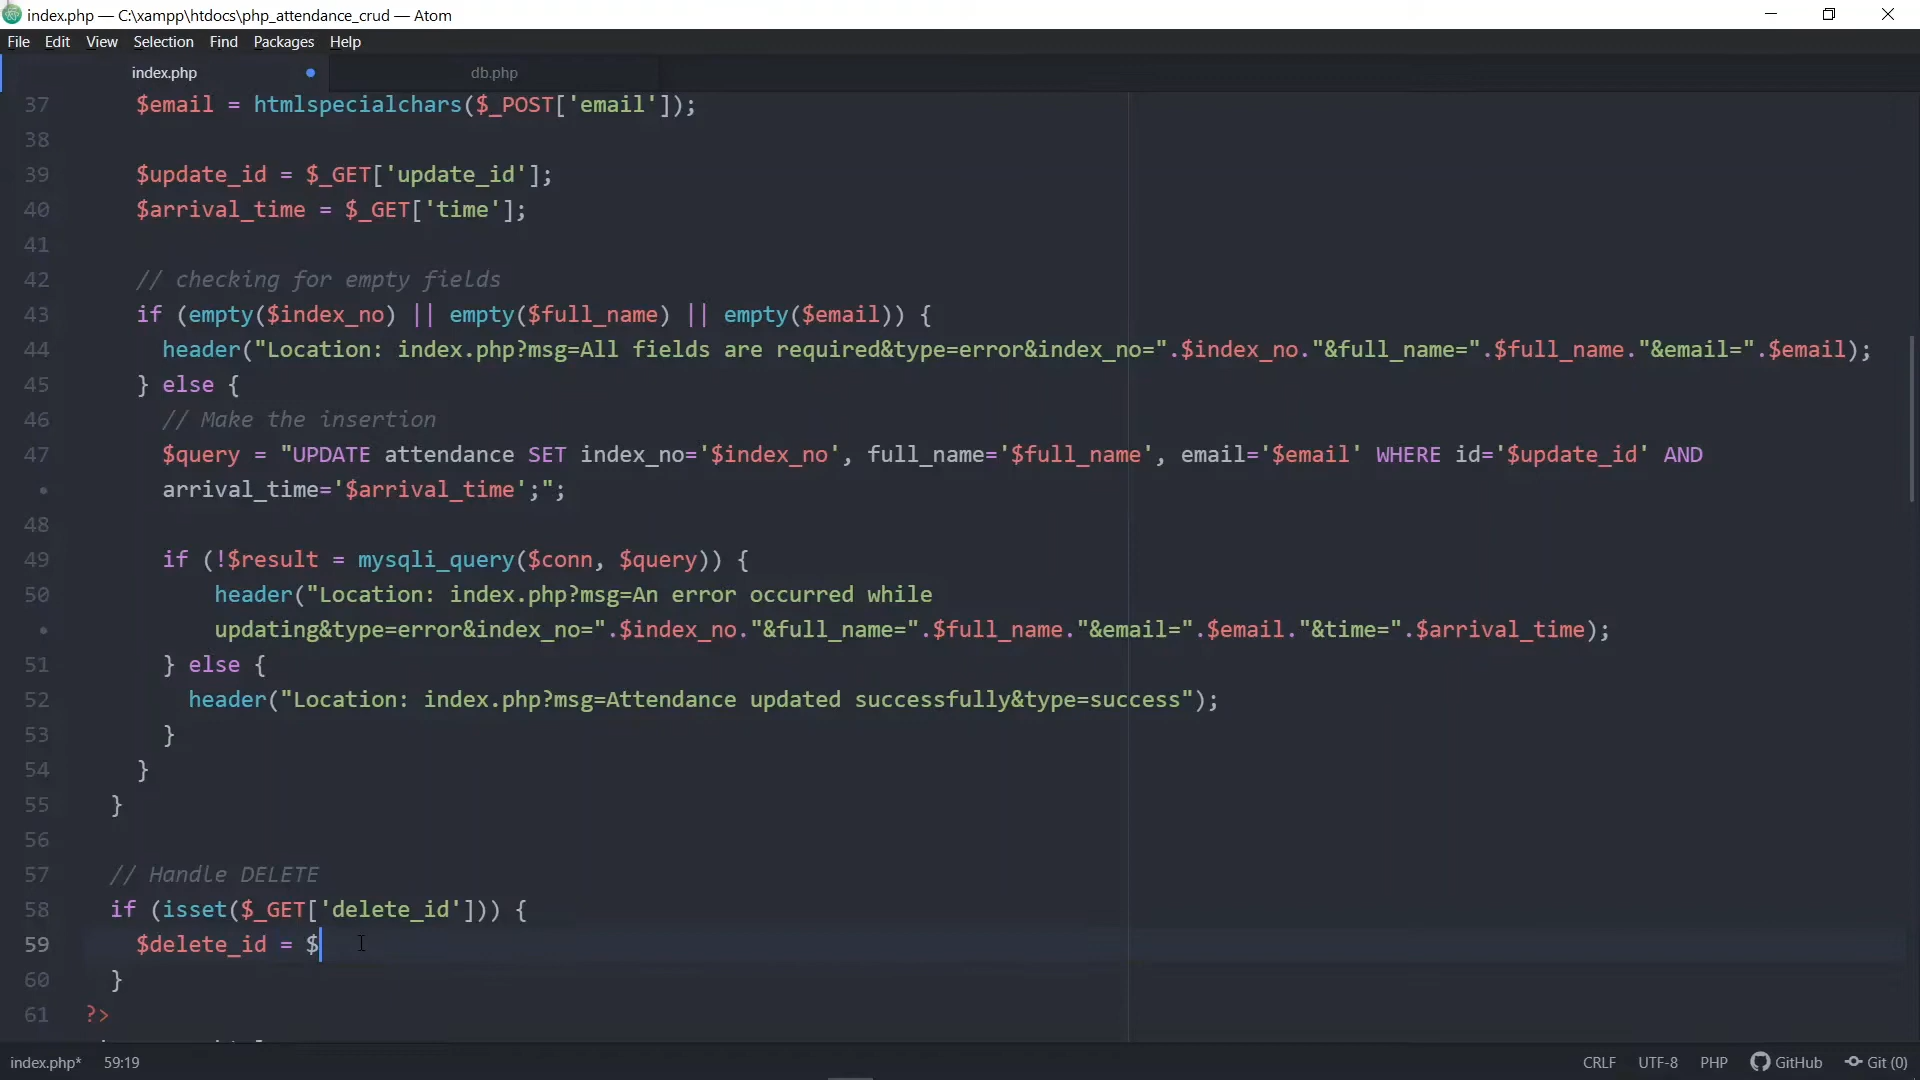 index.php — C:\xampp\htdocs\php_attendance_crud — Atom
File Edit View Selection Find Packages Help
index.php db.php
37 $email = htmlspecialchars($_POST['email']);
38
39 $update_id = $_GET['update_id'];
40 $arrival_time = $_GET['time'];
41
42 // checking for empty fields
43 if (empty($index_no) || empty($full_name) || empty($email)) {
44 header("Location: index.php?msg=All fields are required&type=error&index_no=".$index_no."&full_name=".$full_name."&email=".$email);
45 } else {
46 // Make the insertion
47 $query = "UPDATE attendance SET index_no='$index_no', full_name='$full_name', email='$email' WHERE id='$update_id' AND
• arrival_time='$arrival_time';";
48
49 if (!$result = mysqli_query($conn, $query)) {
50 header("Location: index.php?msg=An error occurred while
• updating&type=error&index_no=".$index_no."&full_name=".$full_name."&email=".$email."&time=".$arrival_time);
51 } else {
52 header("Location: index.php?msg=Attendance updated successfully&type=success");
53 }
54 }
55 }
56
57 // Handle DELETE
58 if (isset($_GET['delete_id'])) {
59 $delete_id = $
60 }
61 ?>
index.php* 59:19 CRLF UTF-8 PHP GitHub Git (0)